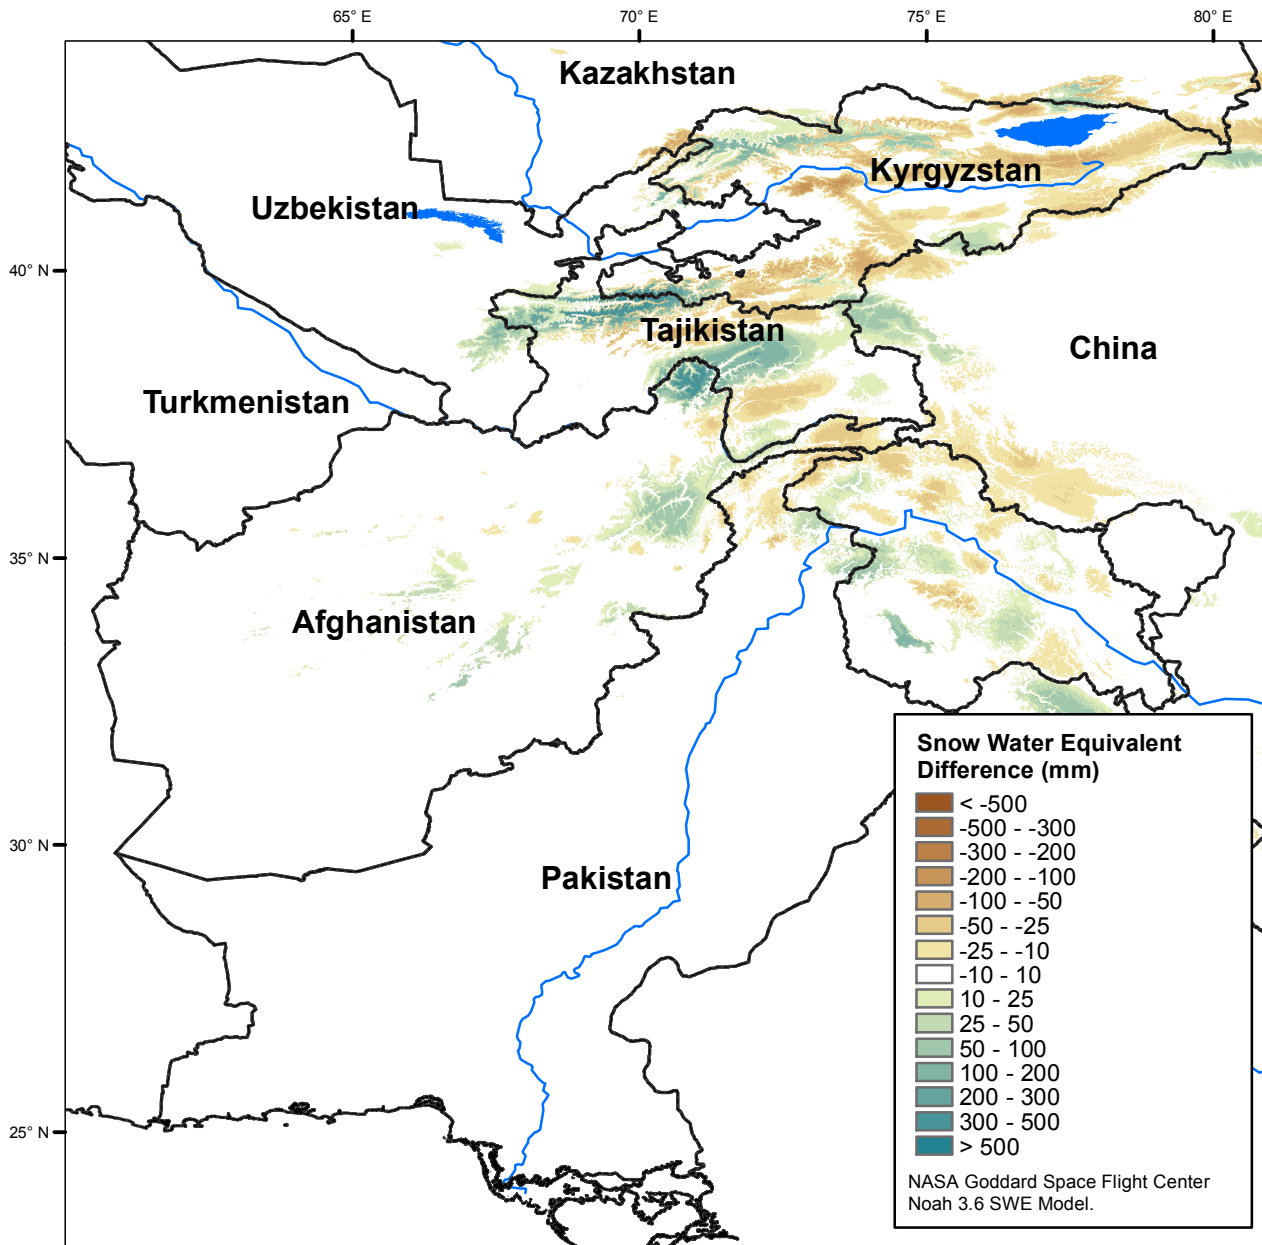 65° E
70° E
75° E
80° E
Kazakhstan
Kyrgyzstan
Uzbekistan
40° N
Tajikistan
China
Turkmenistan
35° N
Afghanistan
Snow Water Equivalent
Difference (mm)
< -500
-500 - -300
-300 - -200
-200 - -100
-100 - -50
-50 - -25
-25 - -10
-10 - 10
10 - 25
25 - 50
50 - 100
100 - 200
200 - 300
300 - 500
> 500
NASA Goddard Space Flight Center
Noah 3.6 SWE Model.
30° N
Pakistan
25° N